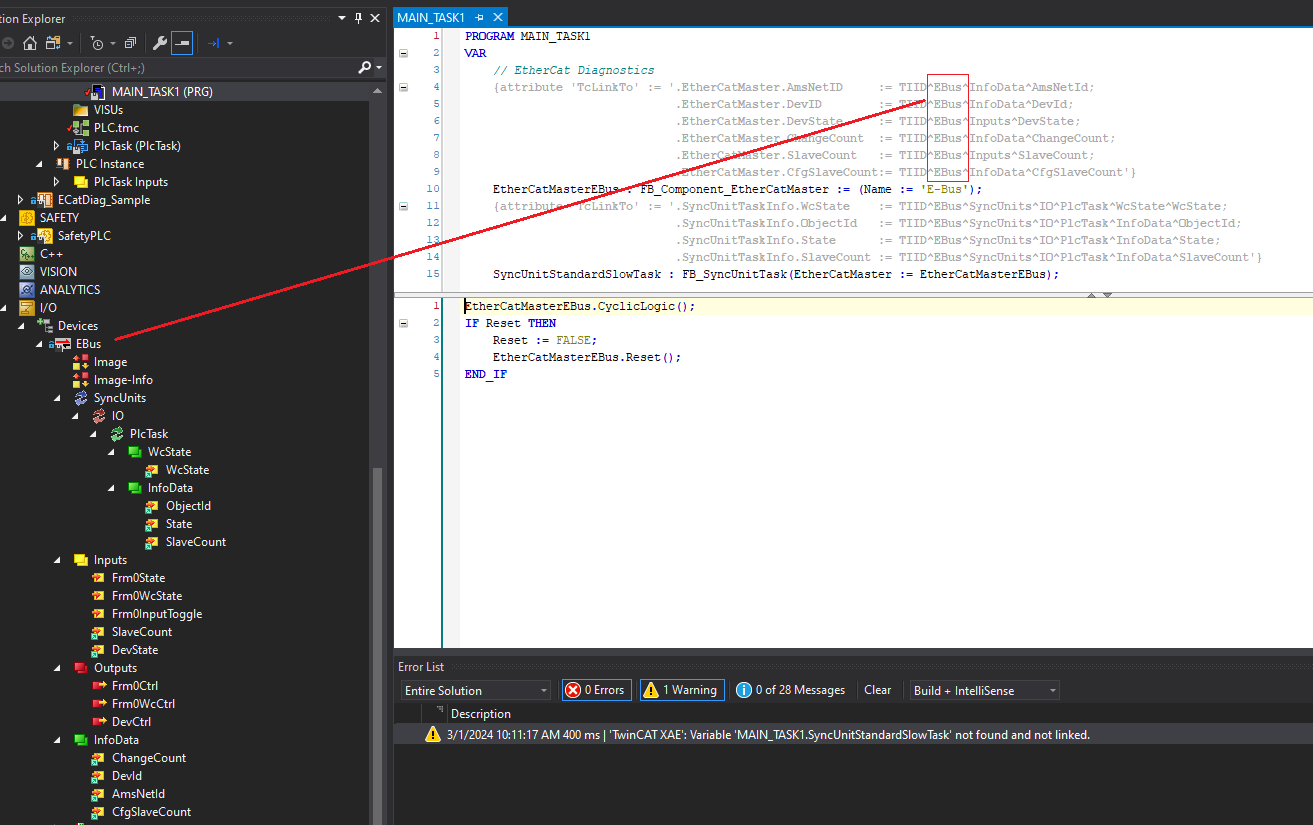 tion Explorer
ch Solution Explorer (Ctrl+;)
MAIN_TASK1 (PRG)
VISUs
PLC.tmc
PlcTask (PlcTask)
PLC Instance
PlcTask Inputs
ECatDiag_Sample
SAFETY
SafetyPLC
C++
VISION
ANALYTICS
I/O
Devices
EBus
Image
Image-Info
SyncUnits
IO
PlcTask
WcState
WcState
InfoData
ObjectId
State
SlaveCount
Inputs
Frm0State
Frm0WcState
Frm0InputToggle
SlaveCount
DevState
Outputs
Frm0Ctrl
Frm0WcCtrl
DevCtrl
InfoData
ChangeCount
DevId
AmsNetId
CfgSlaveCount
MAIN_TASK1
1 PROGRAM MAIN_TASK1
2 VAR
3 // EtherCat Diagnostics
4 {attribute 'TcLinkTo' := '.EtherCatMaster.AmsNetID := TIID^EBus^InfoData^AmsNetId;
5 .EtherCatMaster.DevID := TIID^EBus^InfoData^DevId;
6 .EtherCatMaster.DevState := TIID^EBus^Inputs^DevState;
7 .EtherCatMaster.ChangeCount := TIID^EBus^InfoData^ChangeCount;
8 .EtherCatMaster.SlaveCount := TIID^EBus^Inputs^SlaveCount;
9 .EtherCatMaster.CfgSlaveCount:= TIID^EBus^InfoData^CfgSlaveCount'}
10 EtherCatMasterEBus : FB_Component_EtherCatMaster := (Name := 'E-Bus');
11 {attribute 'TcLinkTo' := '.SyncUnitTaskInfo.WcState := TIID^EBus^SyncUnits^IO^PlcTask^WcState^WcState;
12 .SyncUnitTaskInfo.ObjectId := TIID^EBus^SyncUnits^IO^PlcTask^InfoData^ObjectId;
13 .SyncUnitTaskInfo.State := TIID^EBus^SyncUnits^IO^PlcTask^InfoData^State;
14 .SyncUnitTaskInfo.SlaveCount := TIID^EBus^SyncUnits^IO^PlcTask^InfoData^SlaveCount'}
15 SyncUnitStandardSlowTask : FB_SyncUnitTask(EtherCatMaster := EtherCatMasterEBus);
1 EtherCatMasterEBus.CyclicLogic();
2 IF Reset THEN
3 Reset := FALSE;
4 EtherCatMasterEBus.Reset();
5 END_IF
Error List
Entire Solution
0 Errors
1 Warning
0 of 28 Messages
Clear
Build + IntelliSense
Description
3/1/2024 10:11:17 AM 400 ms | 'TwinCAT XAE': Variable 'MAIN_TASK1.SyncUnitStandardSlowTask' not found and not linked.